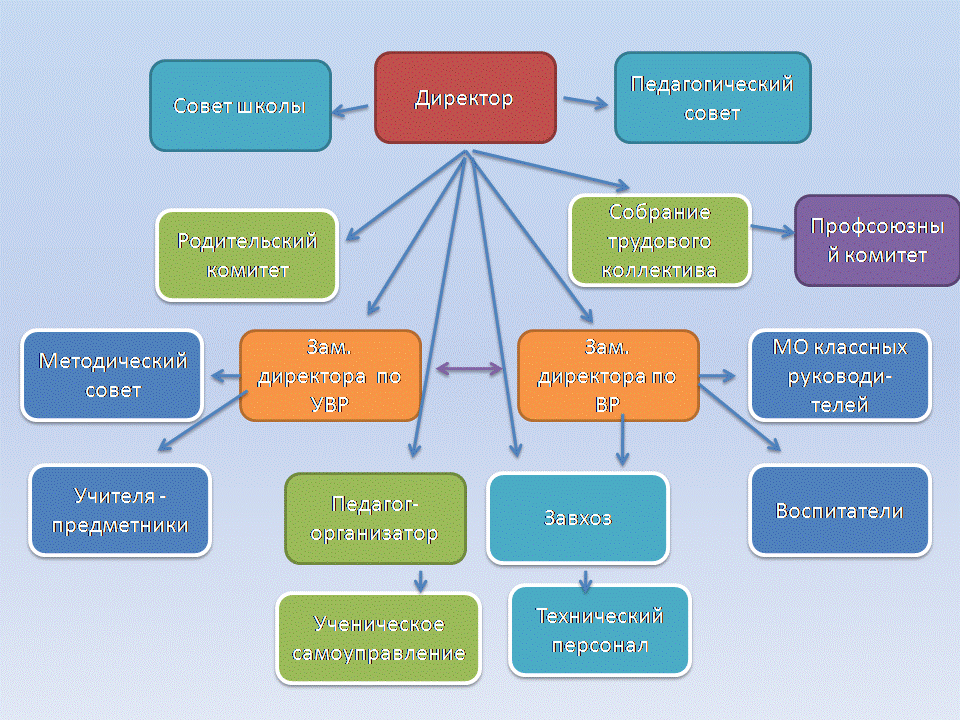 Совет школы
Директор
Педагогический
совет
Родительский
комитет
Собрание
трудового
коллектива
Профсоюзны
й комитет
Методический
совет
Зам.
директора по
УВР
Зам.
директора по
ВР
МО классных
руководи-
телей
Учителя -
предметники
Педагог-
организатор
Завхоз
Воспитатели
Ученическое
самоуправление
Технический
персонал